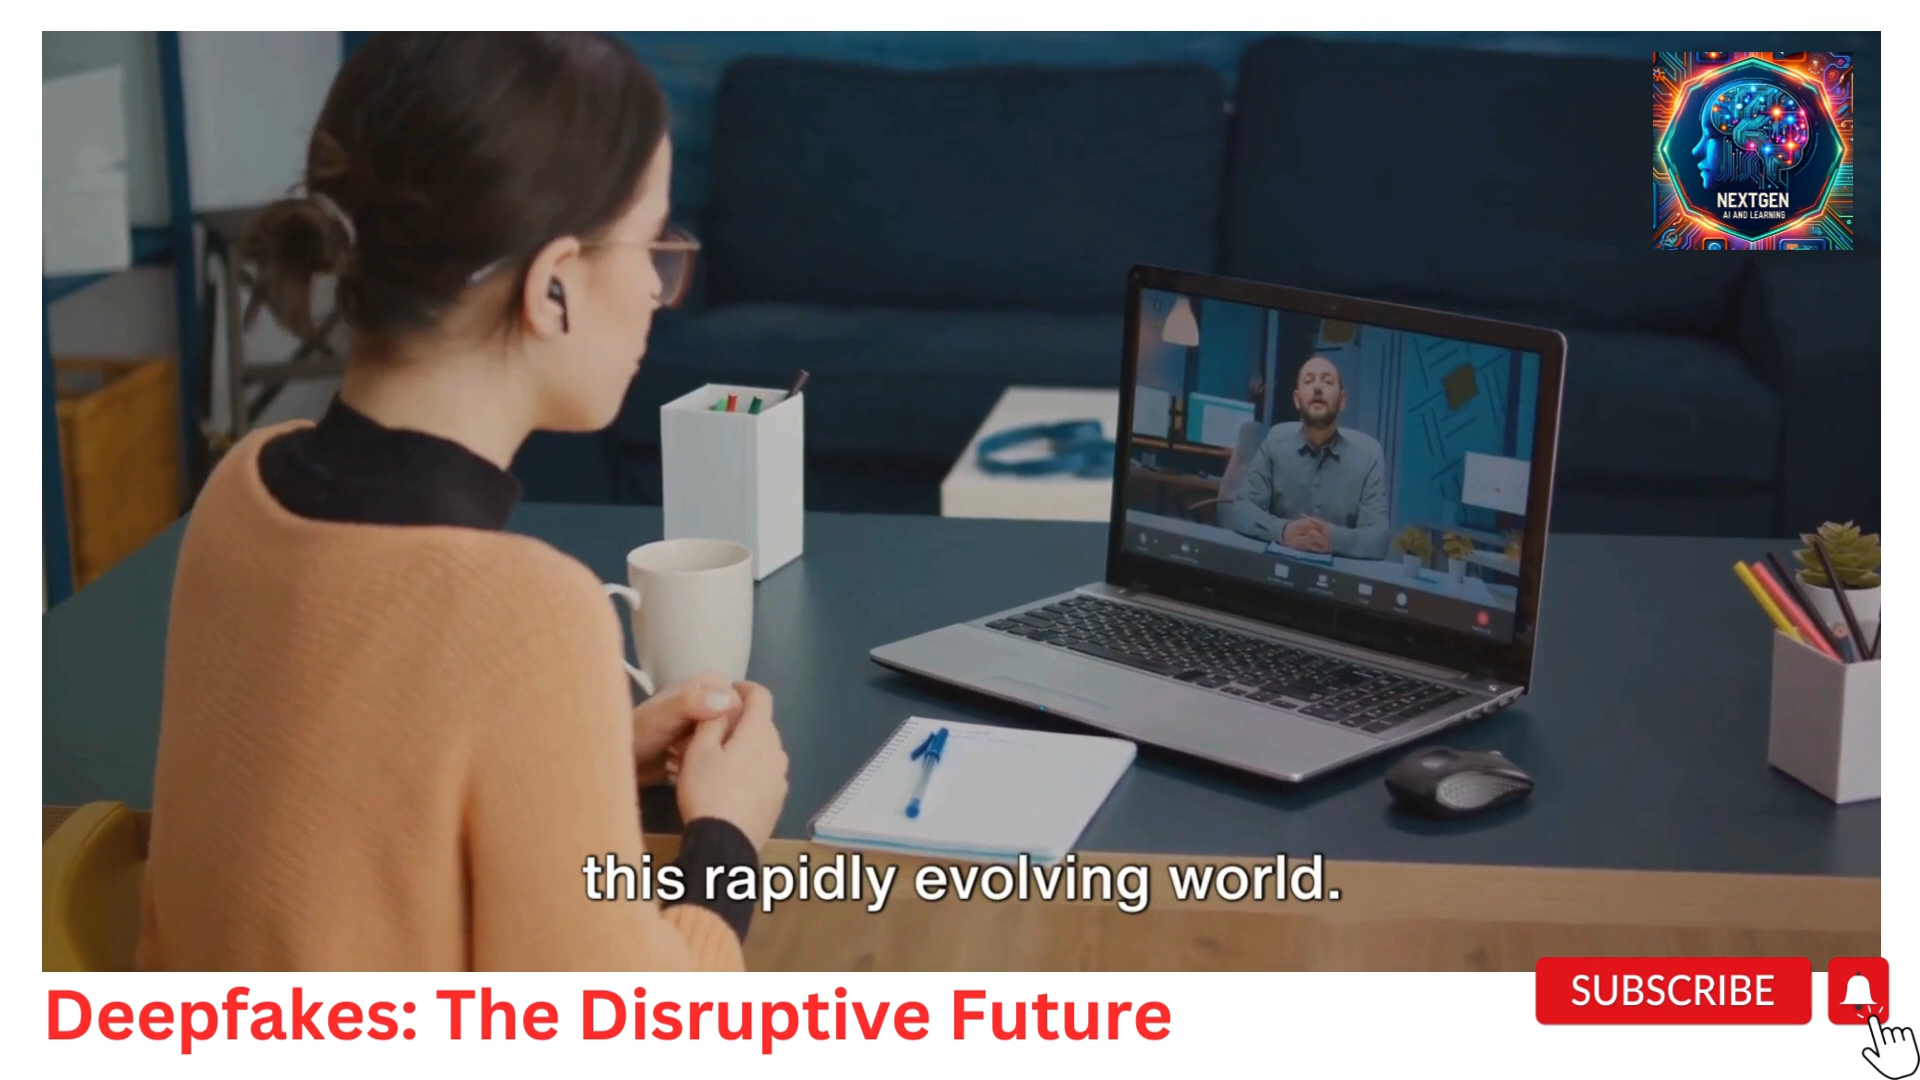 NEXTGEN
AI AND LEARNING
this rapidly evolving world.
Deepfakes: The Disruptive Future
SUBSCRIBE